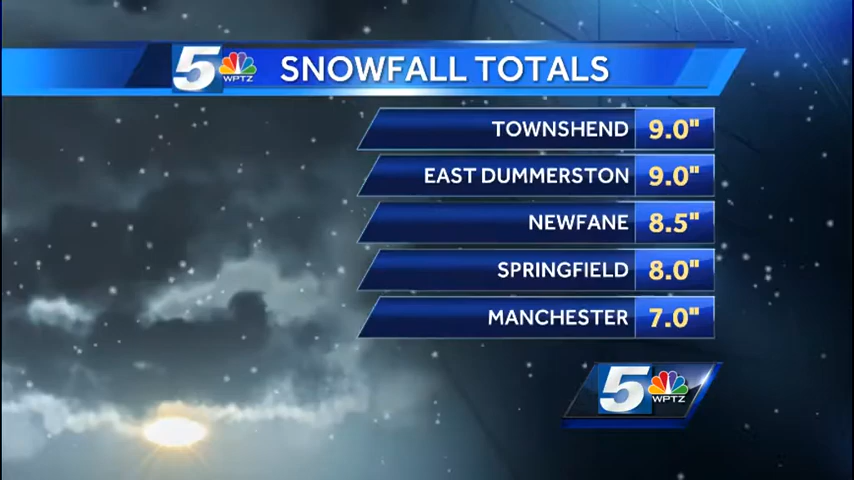 5 WPTZ SNOWFALL TOTALS
TOWNSHEND 9.0"
EAST DUMMERSTON 9.0"
NEWFANE 8.5"
SPRINGFIELD 8.0"
MANCHESTER 7.0"
5 WPTZ